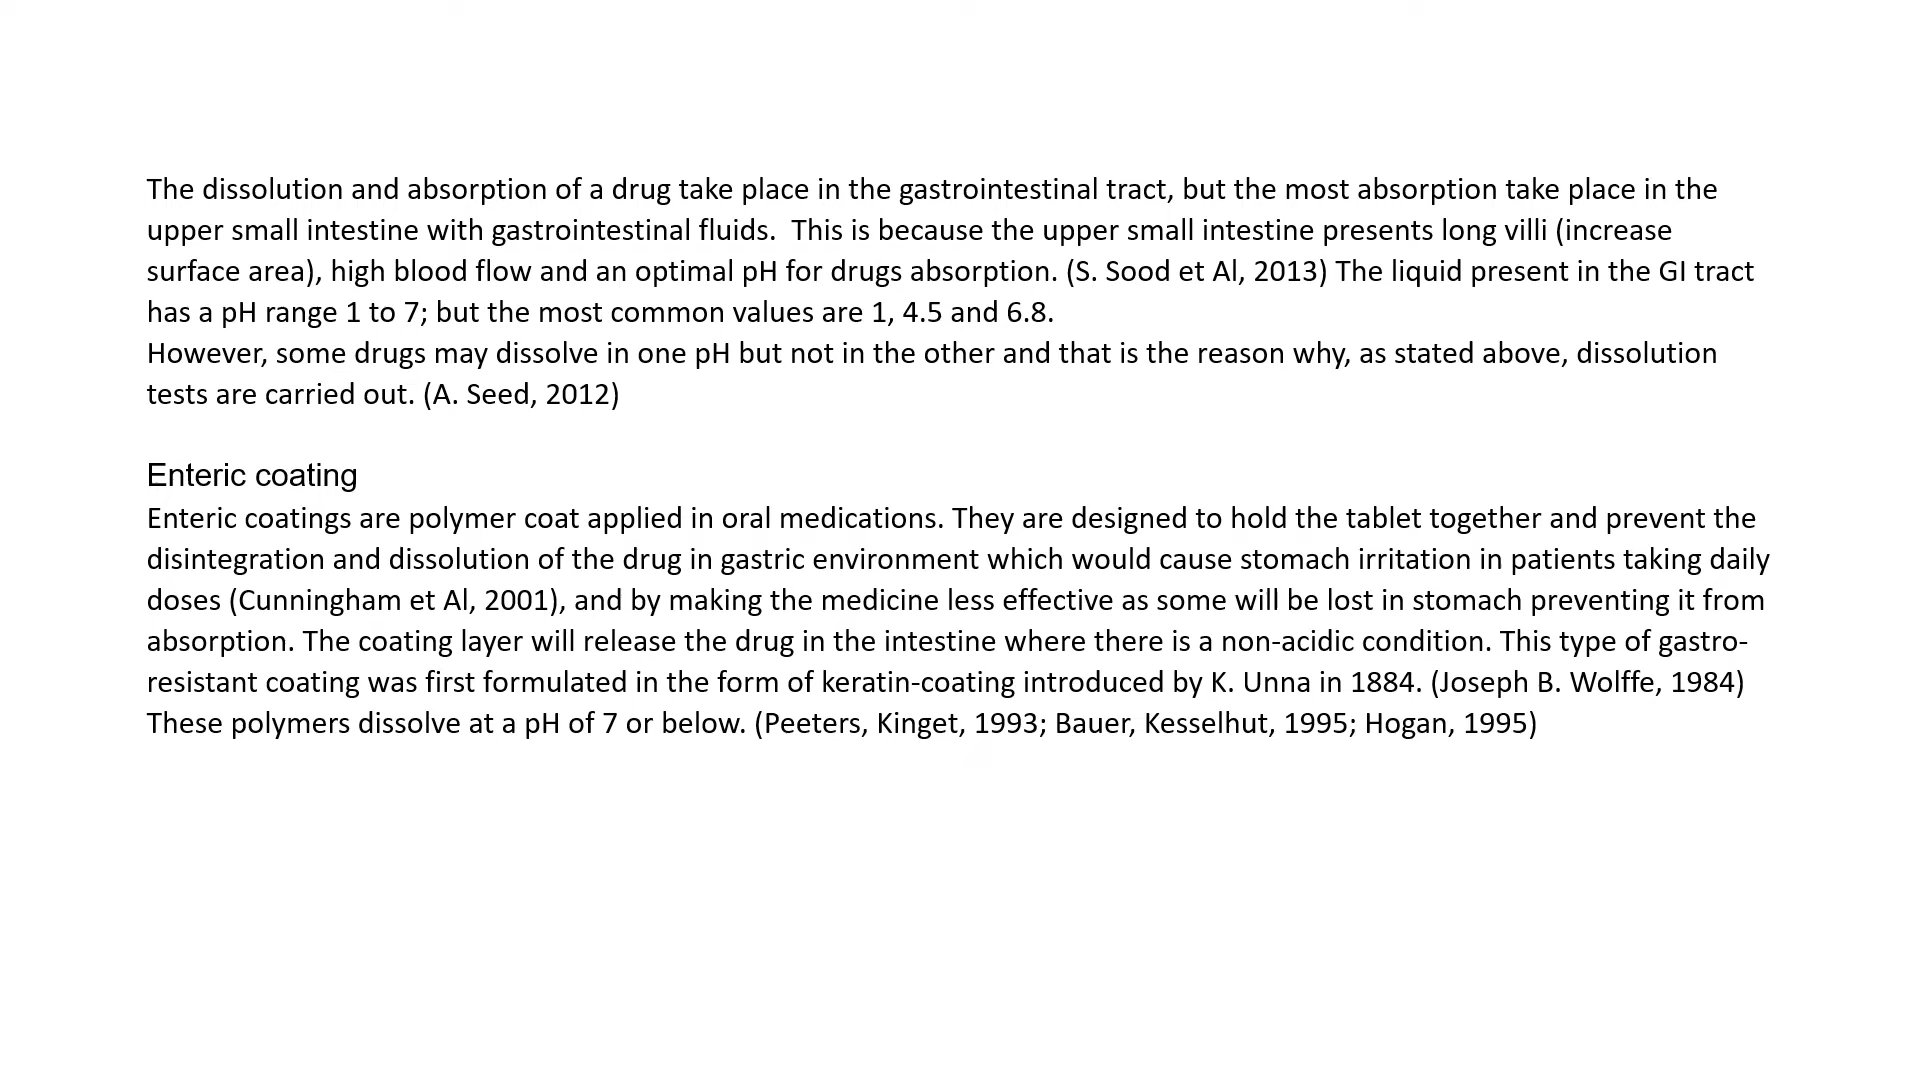 The dissolution and absorption of a drug take place in the gastrointestinal tract, but the most absorption take place in the
upper small intestine with gastrointestinal fluids.  This is because the upper small intestine presents long villi (increase
surface area), high blood flow and an optimal pH for drugs absorption. (S. Sood et Al, 2013) The liquid present in the GI tract
has a pH range 1 to 7; but the most common values are 1, 4.5 and 6.8.
However, some drugs may dissolve in one pH but not in the other and that is the reason why, as stated above, dissolution
tests are carried out. (A. Seed, 2012)
Enteric coating
Enteric coatings are polymer coat applied in oral medications. They are designed to hold the tablet together and prevent the
disintegration and dissolution of the drug in gastric environment which would cause stomach irritation in patients taking daily
doses (Cunningham et Al, 2001), and by making the medicine less effective as some will be lost in stomach preventing it from
absorption. The coating layer will release the drug in the intestine where there is a non-acidic condition. This type of gastro-
resistant coating was first formulated in the form of keratin-coating introduced by K. Unna in 1884. (Joseph B. Wolffe, 1984)
These polymers dissolve at a pH of 7 or below. (Peeters, Kinget, 1993; Bauer, Kesselhut, 1995; Hogan, 1995)